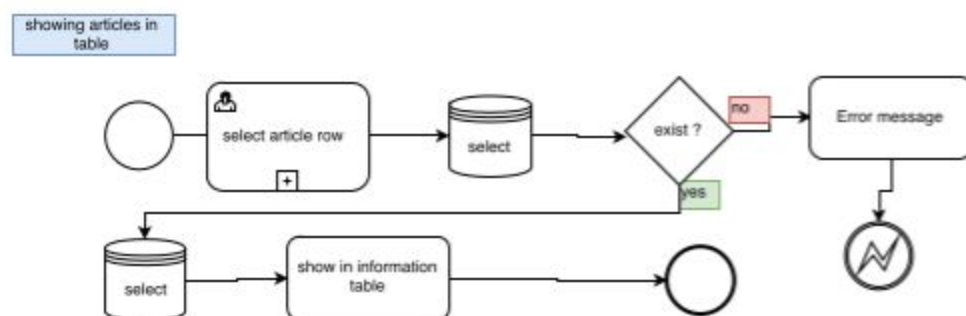 showing articles in
table
select article row
select
exist ?
no
Error message
yes
select
show in information
table